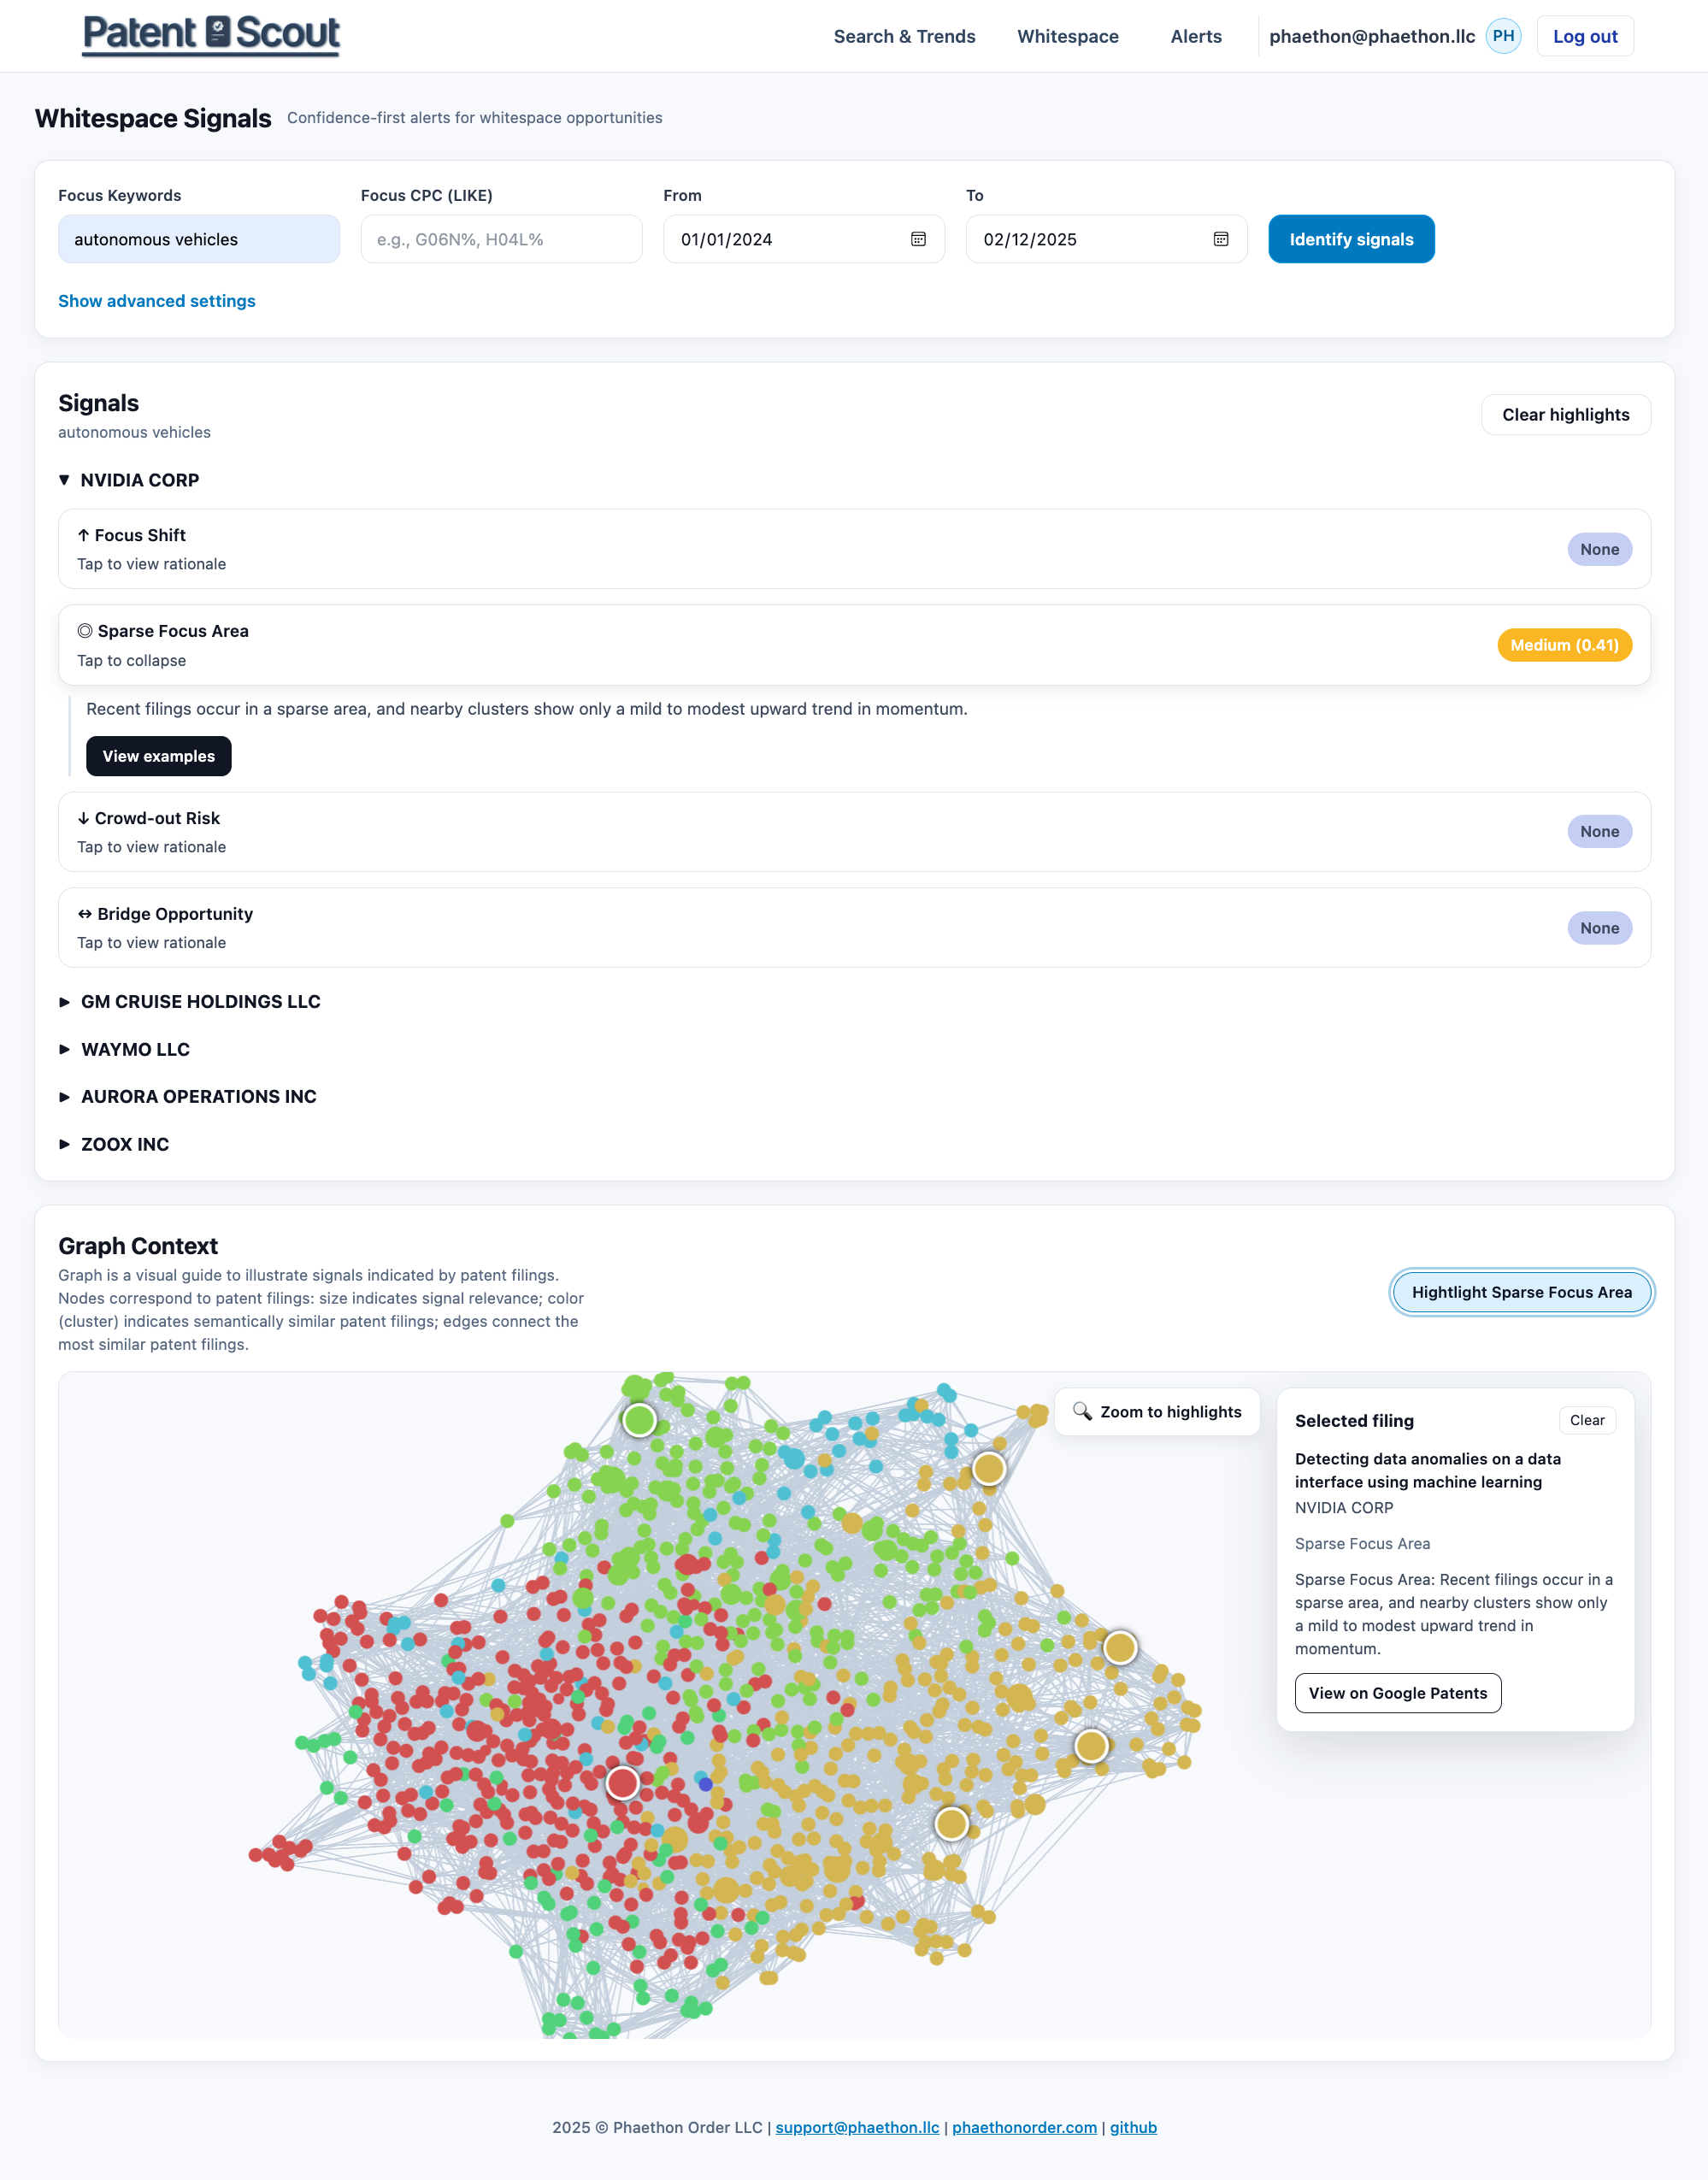 Patent Scout
Search & Trends
Whitespace
Alerts
phaethon@phaethon.llc
PH
Log out
Whitespace Signals
Confidence-first alerts for whitespace opportunities
Focus Keywords
Focus CPC (LIKE)
From
To
autonomous vehicles
e.g., G06N%, H04L%
01/01/2024
02/12/2025
Identify signals
Show advanced settings
Signals
autonomous vehicles
Clear highlights
▼ NVIDIA CORP
↑ Focus Shift
Tap to view rationale
None
◎ Sparse Focus Area
Tap to collapse
Medium (0.41)
Recent filings occur in a sparse area, and nearby clusters show only a mild to modest upward trend in momentum.
View examples
↓ Crowd-out Risk
Tap to view rationale
None
↔ Bridge Opportunity
Tap to view rationale
None
► GM CRUISE HOLDINGS LLC
► WAYMO LLC
► AURORA OPERATIONS INC
► ZOOX INC
Graph Context
Graph is a visual guide to illustrate signals indicated by patent filings.
Nodes correspond to patent filings: size indicates signal relevance; color
(cluster) indicates semantically similar patent filings; edges connect the
most similar patent filings.
Hightlight Sparse Focus Area
🔍 Zoom to highlights
Selected filing
Clear
Detecting data anomalies on a data
interface using machine learning
NVIDIA CORP
Sparse Focus Area
Sparse Focus Area: Recent filings occur in a
sparse area, and nearby clusters show only
a mild to modest upward trend in
momentum.
View on Google Patents
2025 © Phaethon Order LLC | support@phaethon.llc | phaethonorder.com | github